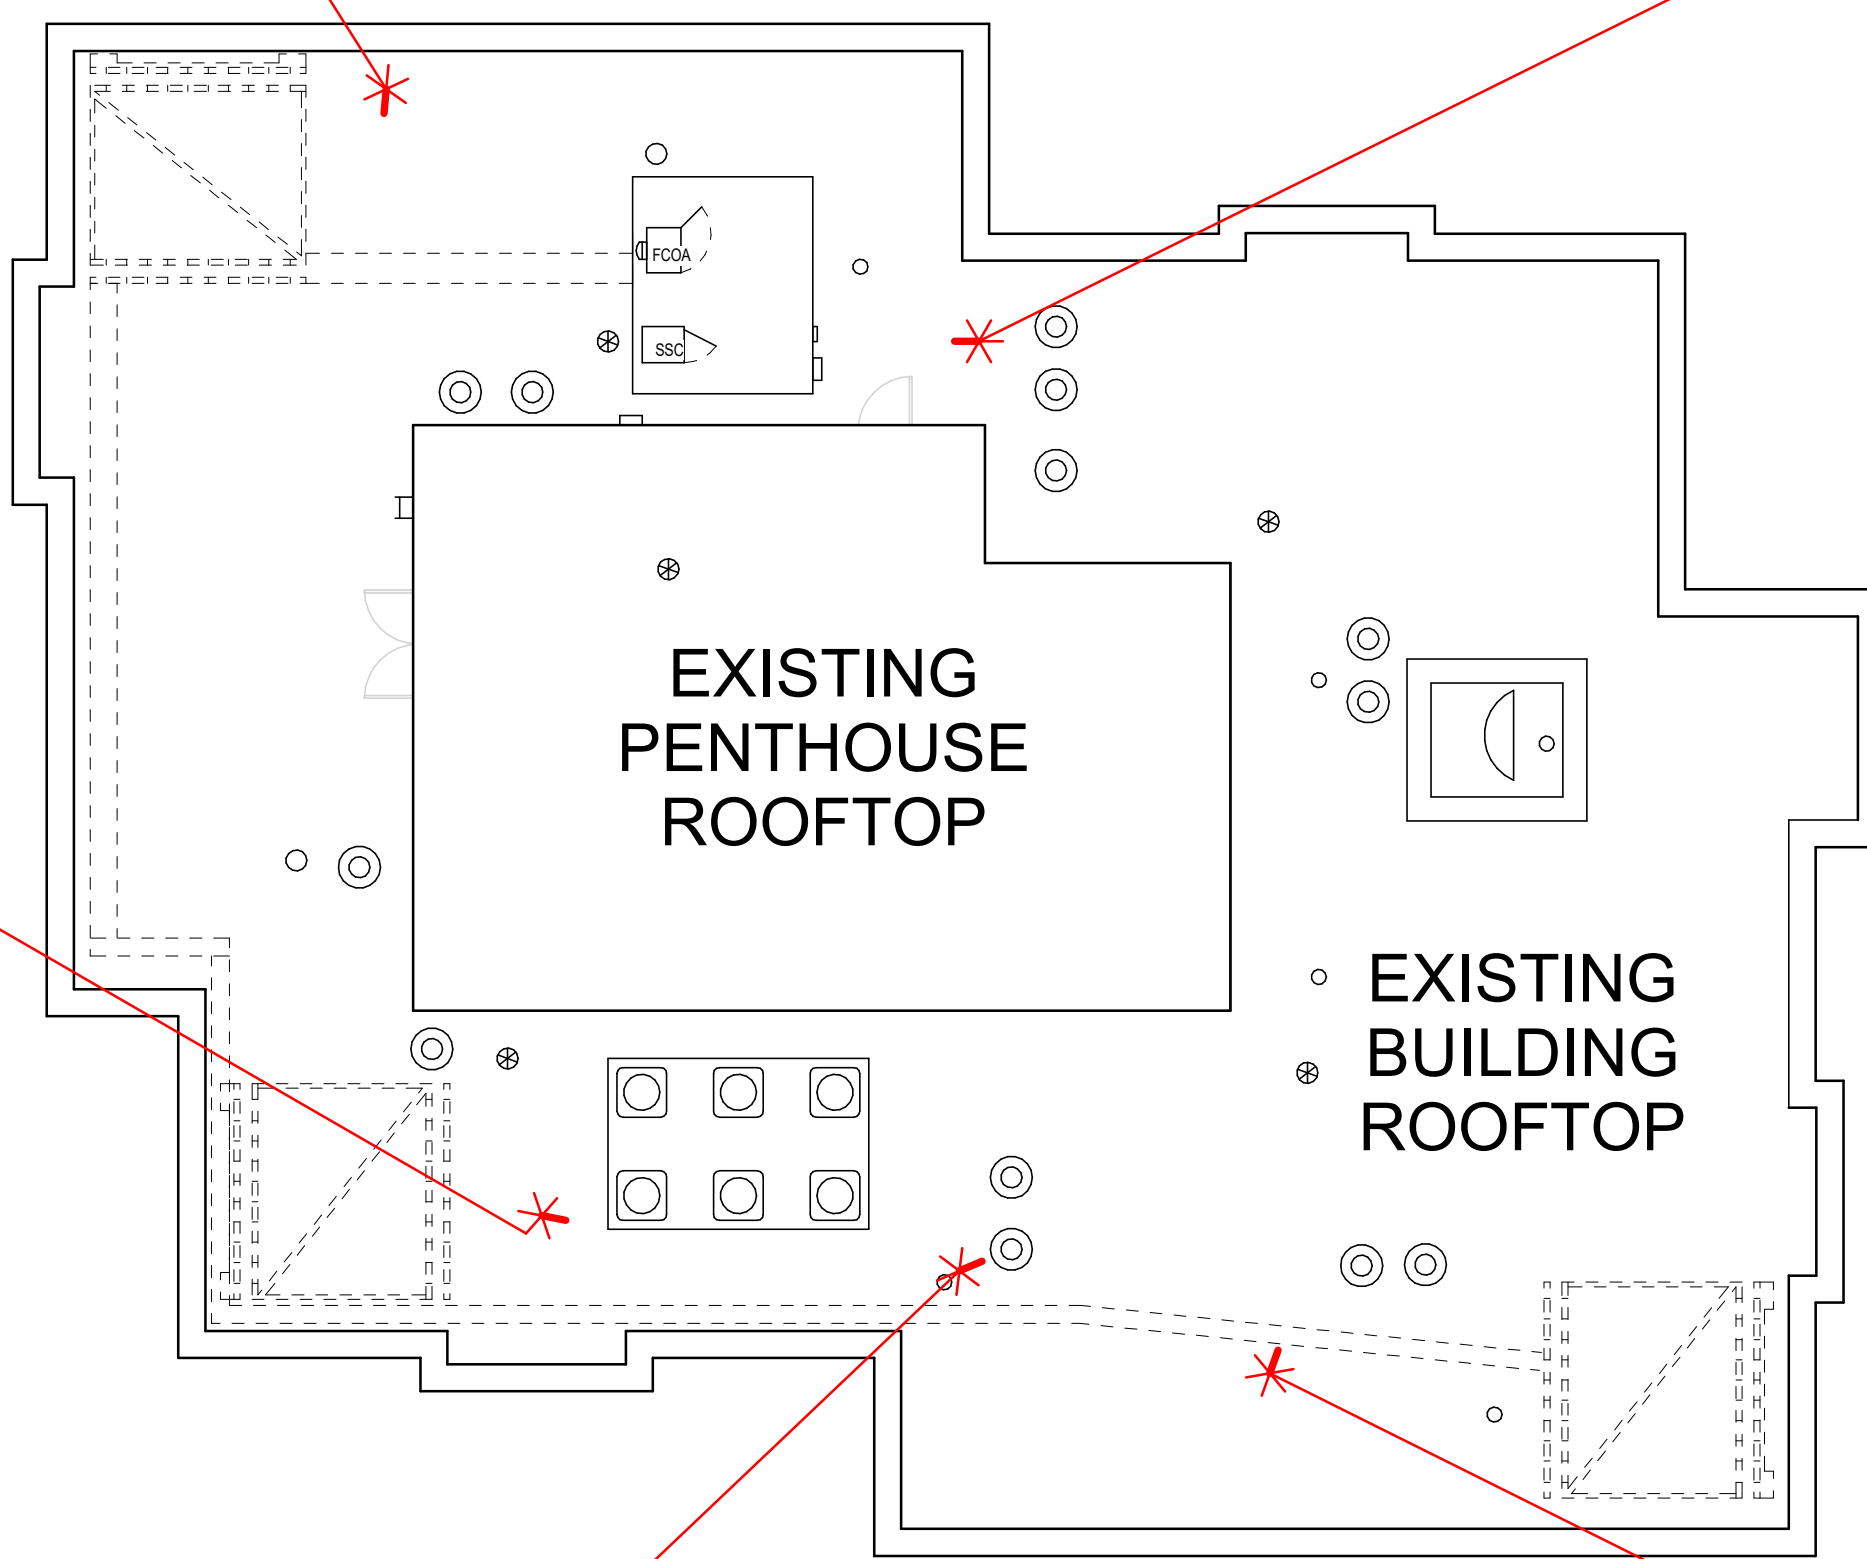 FCOA
SSC
EXISTING
PENTHOUSE
ROOFTOP
EXISTING
BUILDING
ROOFTOP